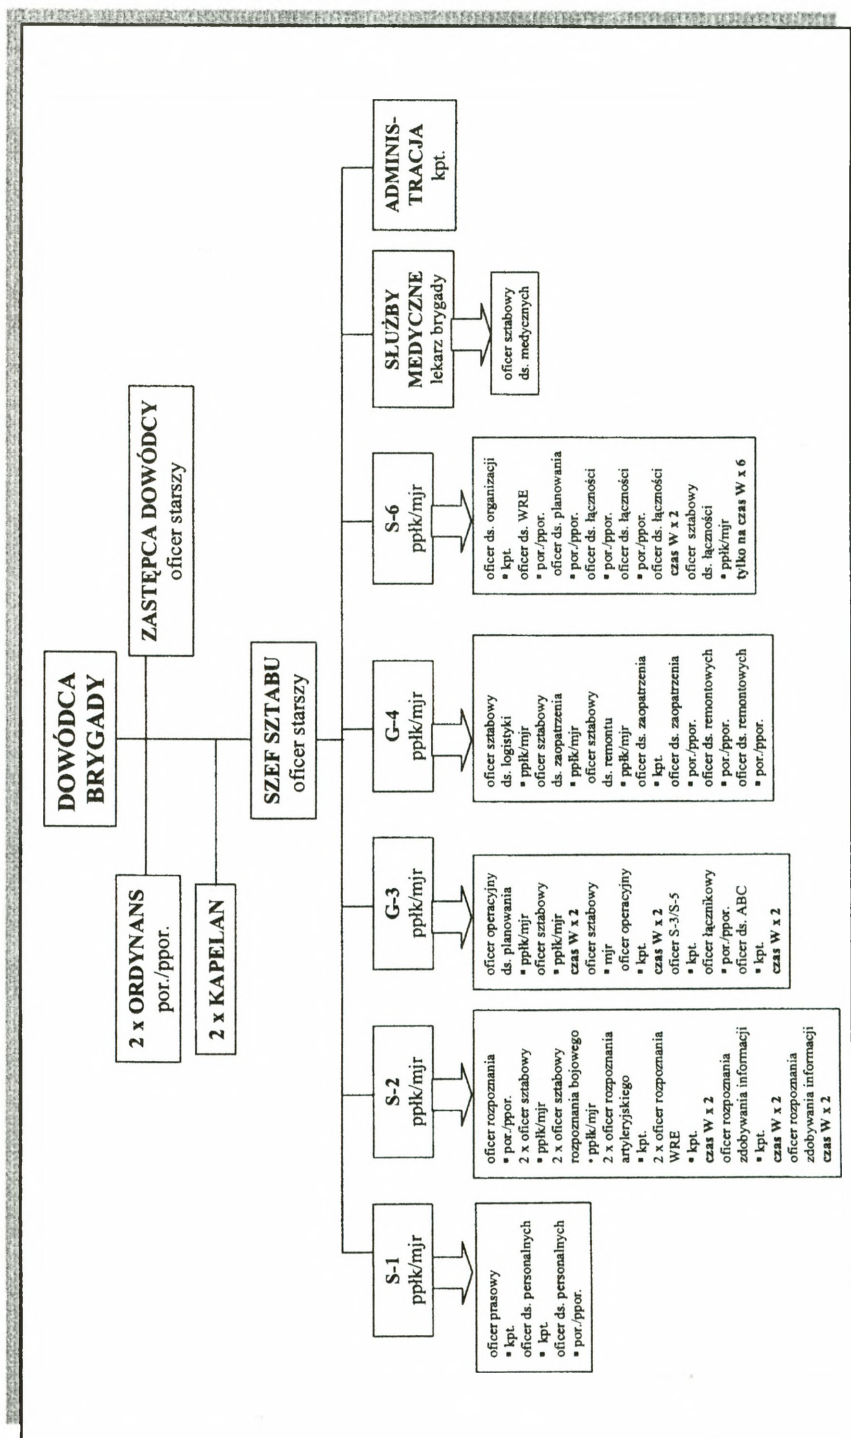 DOWÓDCA
BRYGADY
ZASTĘPCA DOWÓDCY
oficer starszy
2 x ORDYNANS
por./ppor.
2 x KAPELAN
SZEF SZTABU
oficer starszy
S-1
ppłk/mjr
oficer prasowy
▪ kpt.
oficer ds. personalnych
▪ kpt.
oficer ds. personalnych
▪ por./ppor.
S-2
ppłk/mjr
oficer rozpoznania
▪ por./ppor.
2 x oficer sztabowy
▪ ppłk/mjr
2 x oficer sztabowy
rozpoznania bojowego
• ppłk/mjr
2 x oficer rozpoznania
artyleryjskiego
▪ kpt.
2 x oficer rozpoznania
WRE
▪ kpt.
czas W x 2
oficer rozpoznania
zdobywania informacji
▪ kpt.
czas W x 2
oficer rozpoznania
zdobywania informacji
czas W x 2
G-3
ppłk/mjr
oficer operacyjny
ds. planowania
▪ ppłk/mjr
oficer sztabowy
▪ ppłk/mjr
czas W x 2
oficer sztabowy
▪ mjr
oficer operacyjny
▪ kpt.
czas W x 2
oficer S-3/S-5
▪ kpt.
oficer łącznikowy
▪ por./ppor.
oficer ds. ABC
▪ kpt.
czas W x 2
G-4
ppłk/mjr
oficer sztabowy
ds. logistyki
▪ ppłk/mjr
oficer sztabowy
ds. zaopatrzenia
▪ ppłk/mjr
oficer sztabowy
ds. remontu
▪ ppłk/mjr
oficer ds. zaopatrzenia
▪ kpt.
oficer ds. zaopatrzenia
▪ por./ppor.
oficer ds. remontowych
▪ por./ppor.
oficer ds. remontowych
▪ por./ppor.
S-6
ppłk/mjr
oficer ds. organizacji
▪ kpt.
oficer ds. WRE
▪ por./ppor.
oficer ds. planowania
▪ por./ppor.
oficer ds. łączności
▪ por./ppor.
oficer ds. łączności
▪ por./ppor.
oficer ds. łączności
czas W x 2
oficer sztabowy
ds. łączności
▪ ppłk/mjr
tylko na czas W x 6
SŁUŻBY
MEDYCZNE
lekarz brygady
oficer sztabowy
ds. medycznych
ADMINIS-
TRACJA
kpt.